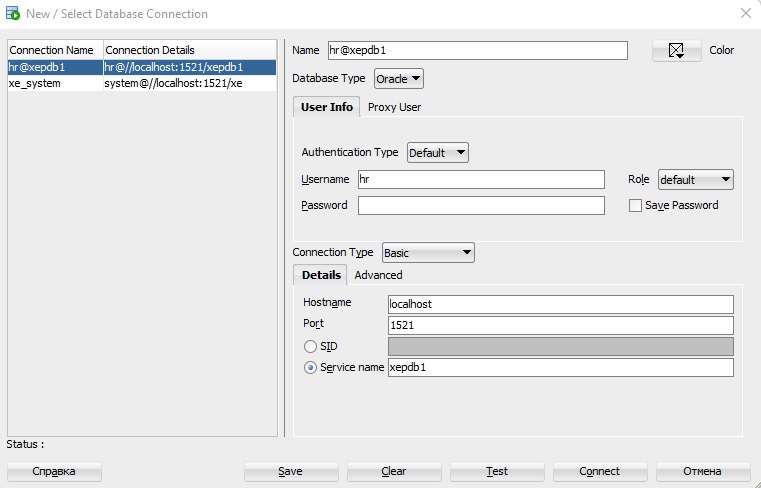 New / Select Database Connection
Connection Name Connection Details
hr@xepdb1 hr@//localhost:1521/xepdb1
xe_system system@//localhost:1521/xe
Name hr@xepdb1 Color
Database Type Oracle
User Info Proxy User
Authentication Type Default
Username hr Role default
Password Save Password
Connection Type Basic
Details Advanced
Hostname localhost
Port 1521
SID
Service name xepdb1
Status :
Справка Save Clear Test Connect Отмена